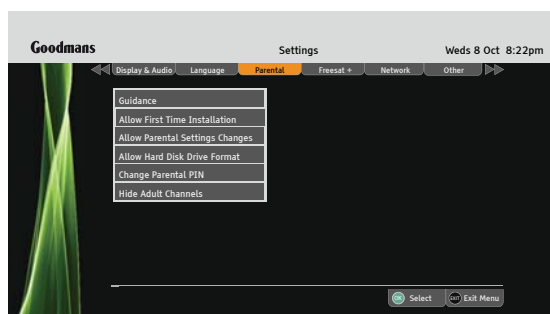 Goodmans Settings Weds 8 Oct 8:22pm
Display & Audio Language Parental Freesat + Network Other
Guidance
Allow First Time Installation
Allow Parental Settings Changes
Allow Hard Disk Drive Format
Change Parental PIN
Hide Adult Channels
OK Select EXIT Exit Menu